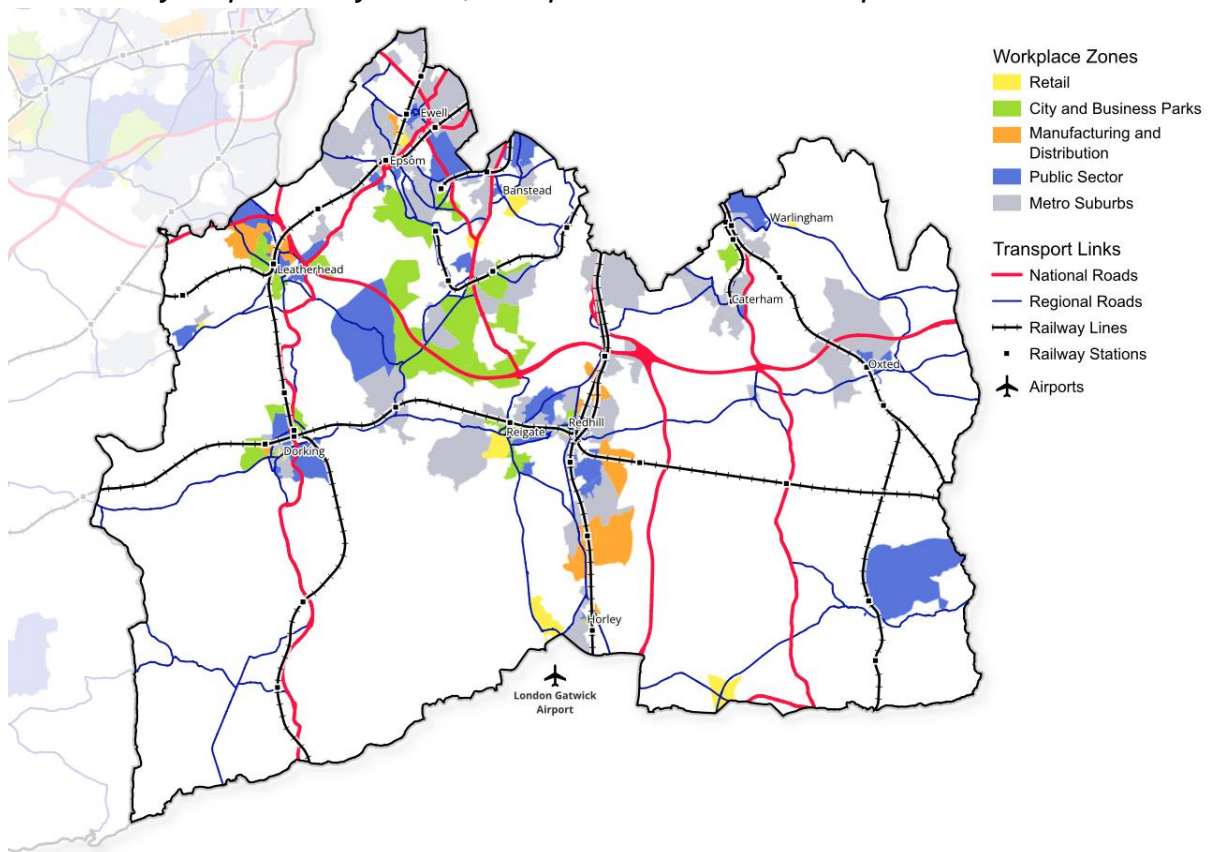 Workplace Zones
Retail
City and Business Parks
Manufacturing and
Distribution
Public Sector
Metro Suburbs
Transport Links
National Roads
Regional Roads
Railway Lines
Railway Stations
Airports
Ewell
Epsom
Banstead
Warlingham
Leatherhead
Caterham
Oxted
Reigate
Redhill
Dorking
Horley
London Gatwick
Airport